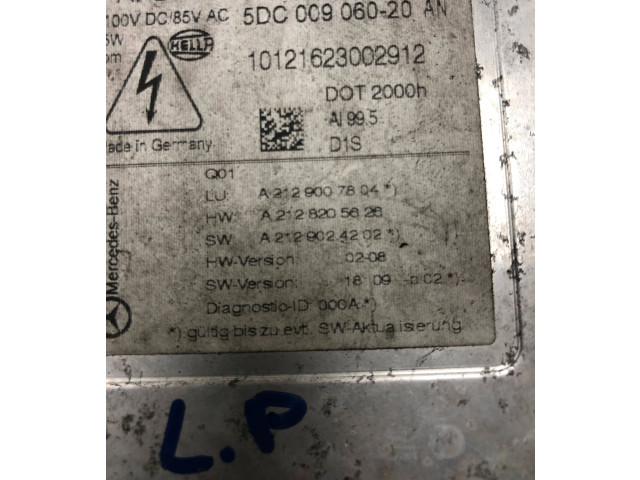 100V DC/85V AC 5DC 009 060-20 AN
5W
HELLA
10121623002912
DOT 2000h
AI 99.5
D1S
ade in Germany
Mercedes-Benz
Q01
LU: A 212 900 78 04 *)
HW: A 212 820 56 26
SW: A 212 902 42 02 *)
HW-Version: 02-08
SW-Version: 18 09 02 *)
Diagnostic-ID: 000A *)
*) gültig bis zu evt. SW-Aktualisierung
L.P